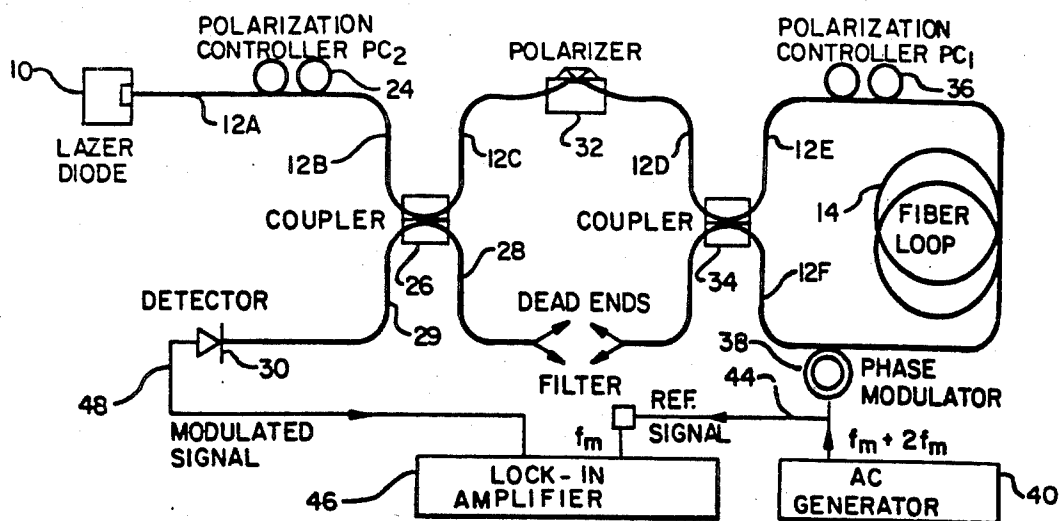 POLARIZATION
CONTROLLER PC2
10
24
12A
LAZER
DIODE
12B
POLARIZER
32
12C
12D
POLARIZATION
CONTROLLER PC1
36
12E
14
FIBER
LOOP
COUPLER
26
28
COUPLER
34
12F
DETECTOR
29
30
DEAD ENDS
FILTER
38
PHASE
MODULATOR
44
48
MODULATED
SIGNAL
fm
REF.
SIGNAL
fm + 2fm
46
LOCK-IN
AMPLIFIER
AC
GENERATOR
40